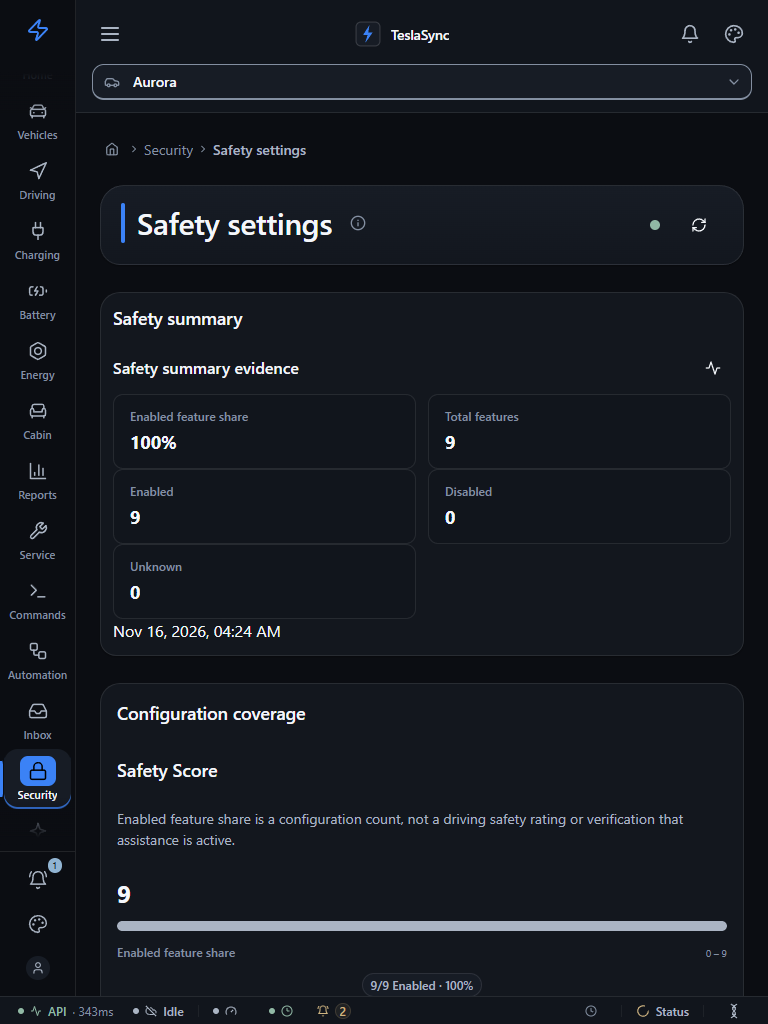 TeslaSync
Aurora
Home
Vehicles
Driving
Charging
Battery
Energy
Cabin
Reports
Service
Commands
Automation
Inbox
Security
1
Security
Safety settings
Safety settings
Safety summary
Safety summary evidence
Enabled feature share
100%
Total features
9
Enabled
9
Disabled
0
Unknown
0
Nov 16, 2026, 04:24 AM
Configuration coverage
Safety Score
Enabled feature share is a configuration count, not a driving safety rating or verification that
assistance is active.
9
Enabled feature share
0 – 9
9/9 Enabled · 100%
API · 343ms
Idle
2
Status